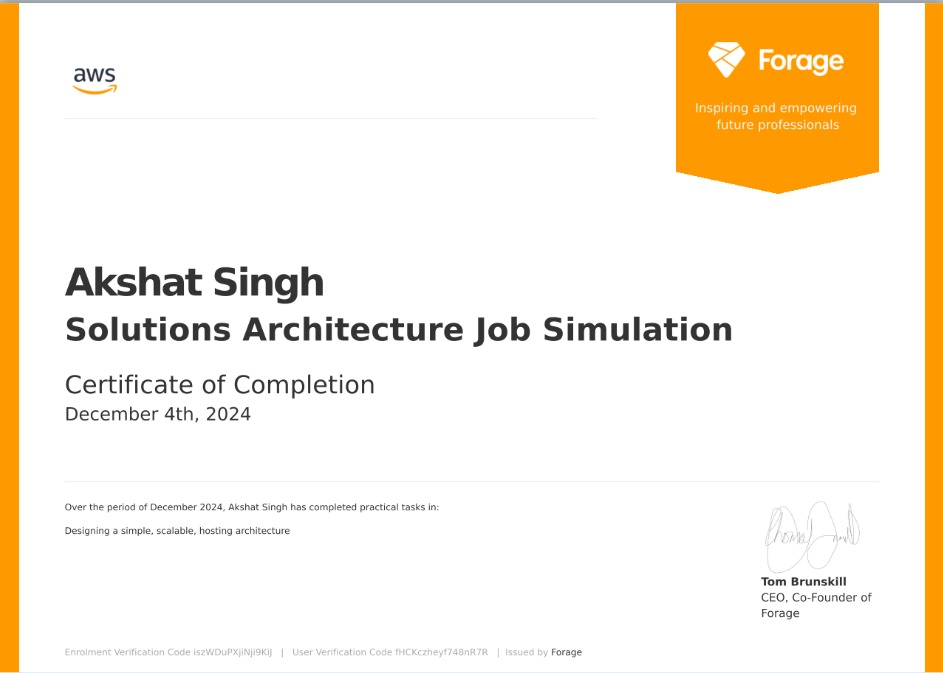 aws
Forage
Inspiring and empowering
future professionals
Akshat Singh
Solutions Architecture Job Simulation
Certificate of Completion
December 4th, 2024
Over the period of December 2024, Akshat Singh has completed practical tasks in:
Designing a simple, scalable, hosting architecture
Tom Brunskill
CEO, Co-Founder of
Forage
Enrolment Verification Code iszWDuPXJiNji9KiJ | User Verification Code fHCKczheyf748nR7R | Issued by Forage